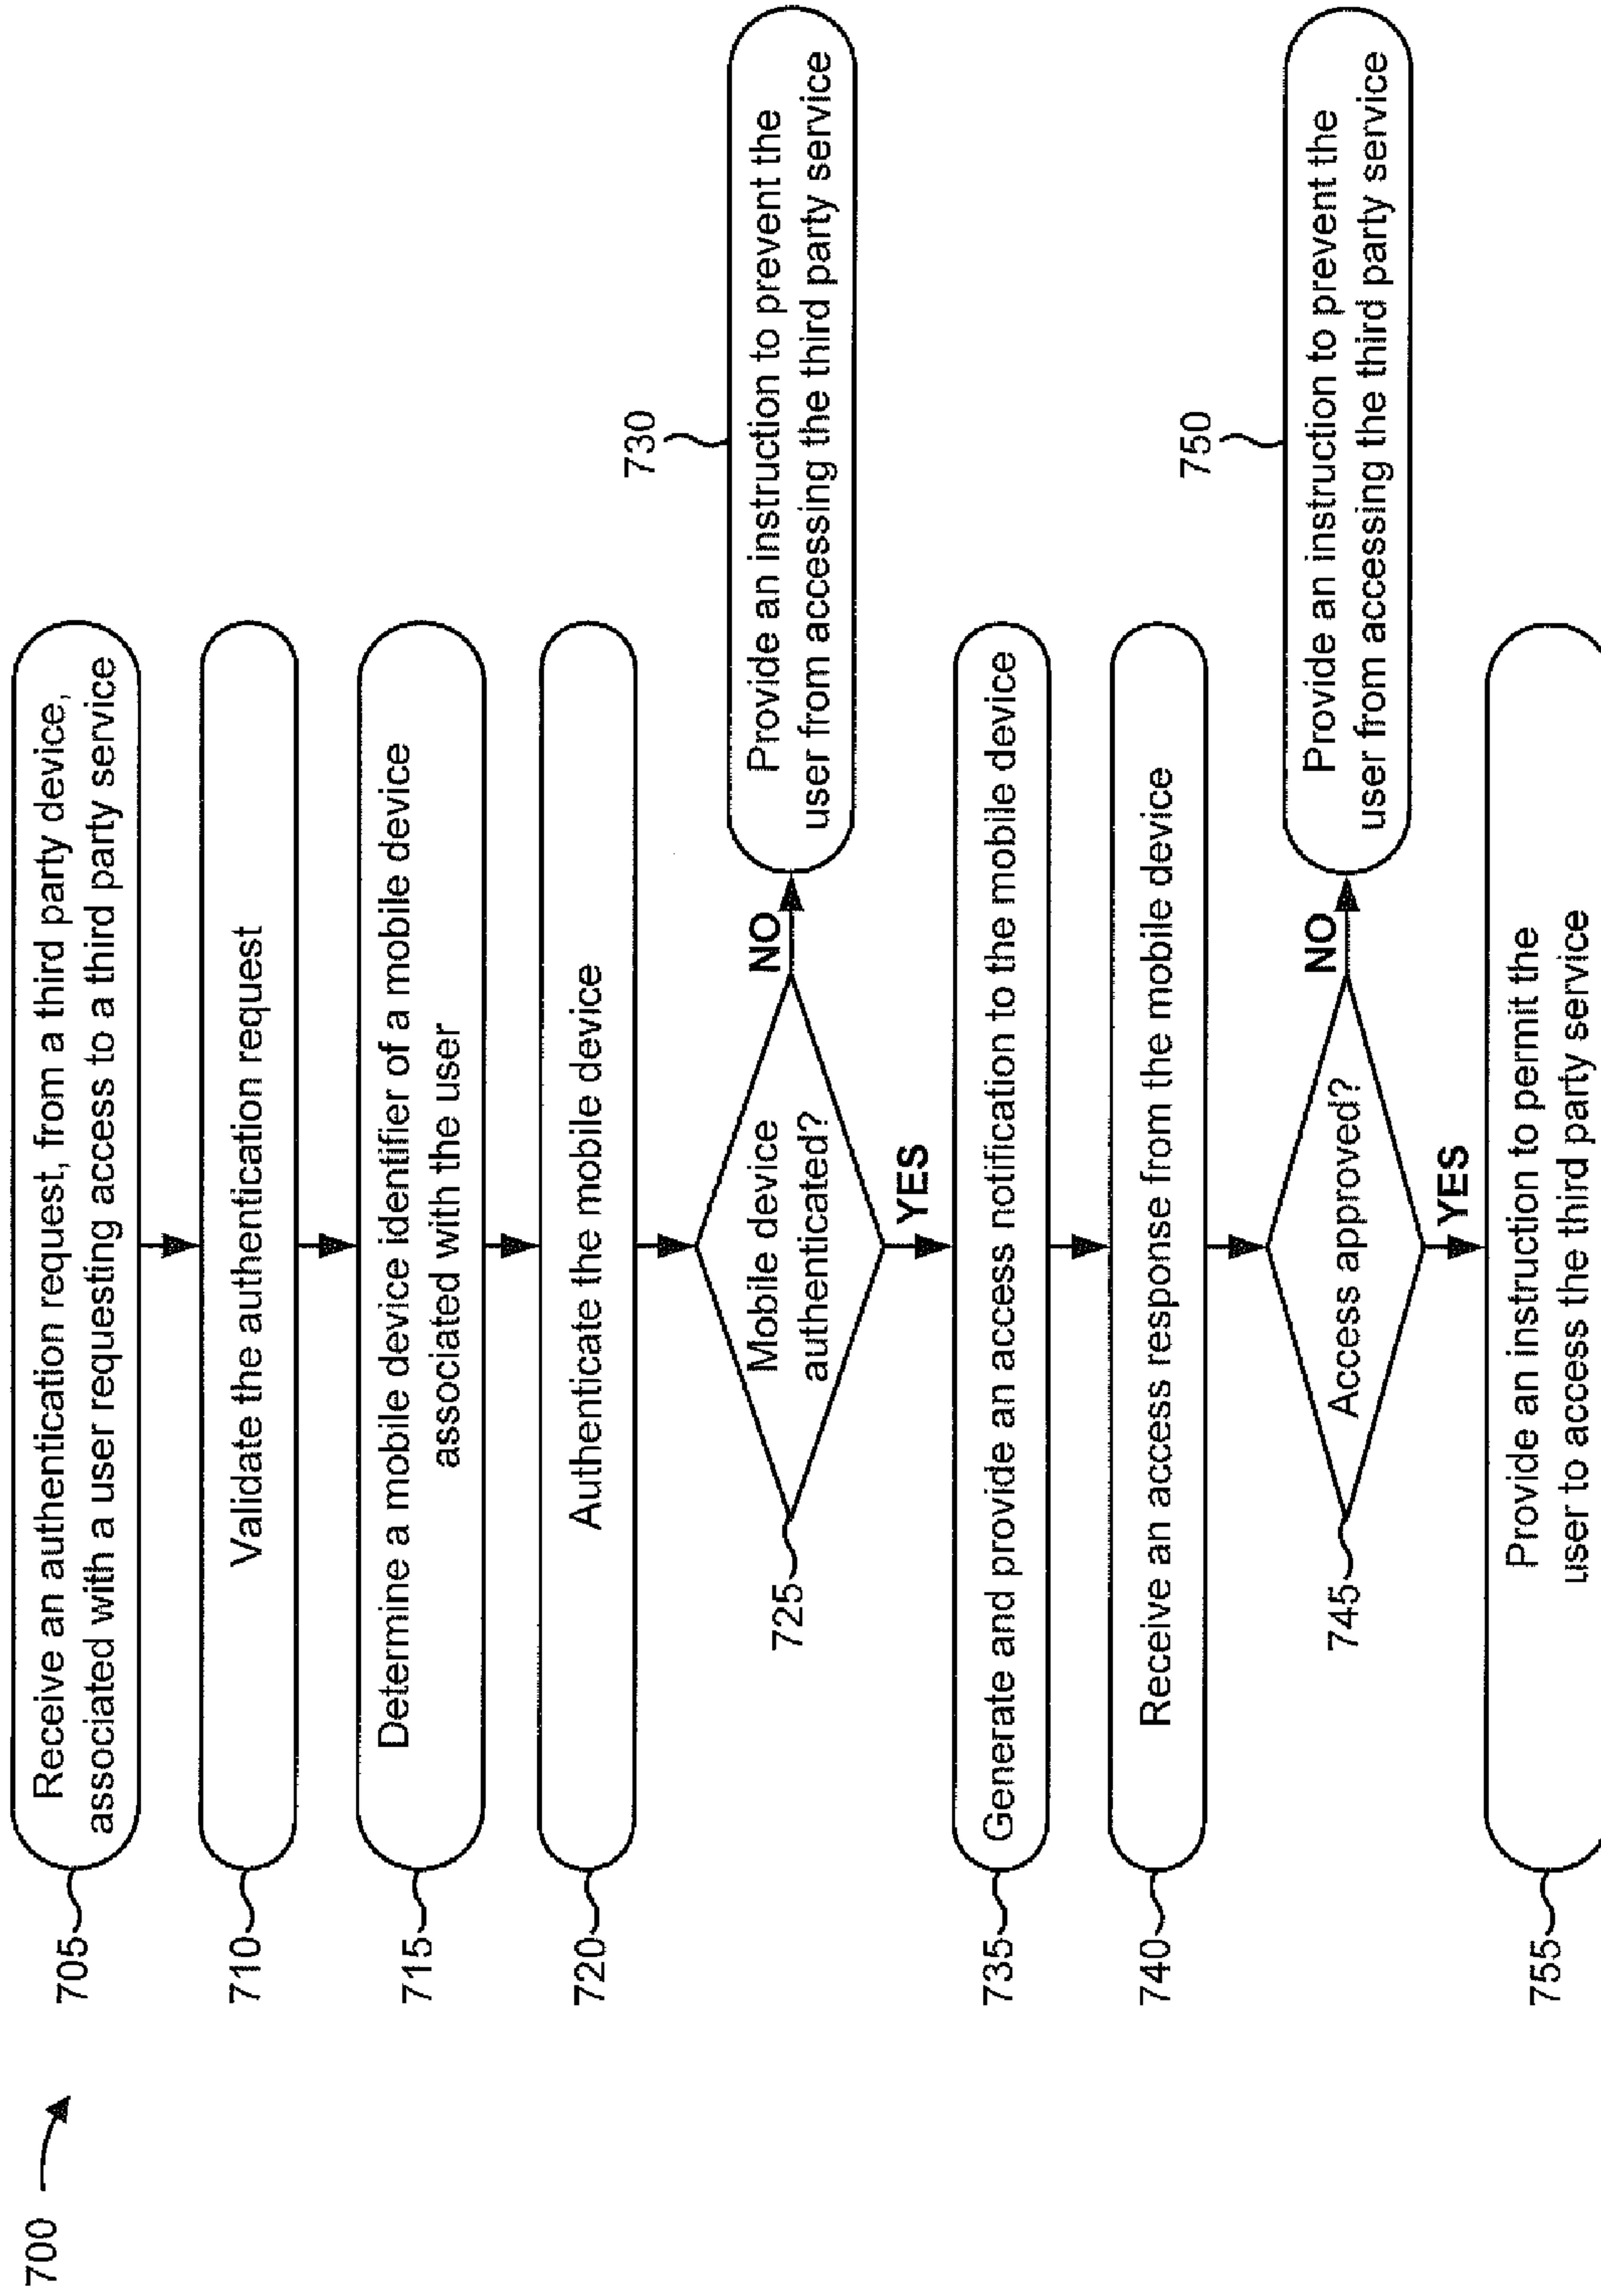 700
705
Receive an authentication request, from a third party device,
associated with a user requesting access to a third party service
710
Validate the authentication request
715
Determine a mobile device identifier of a mobile device
associated with the user
720
Authenticate the mobile device
725
Mobile device
authenticated?
NO
730
Provide an instruction to prevent the
user from accessing the third party service
YES
735
Generate and provide an access notification to the mobile device
740
Receive an access response from the mobile device
745
Access approved?
NO
750
Provide an instruction to prevent the
user from accessing the third party service
YES
755
Provide an instruction to permit the
user to access the third party service